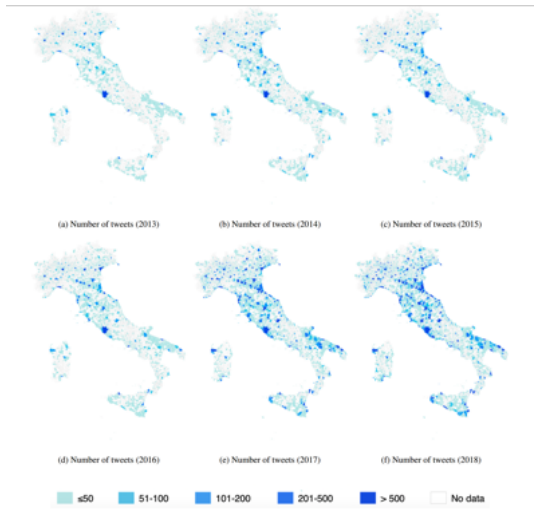 (a) Number of tweets (2013) (b) Number of tweets (2014) (c) Number of tweets (2015)
(d) Number of tweets (2016) (e) Number of tweets (2017) (f) Number of tweets (2018)
≤50 51-100 101-200 201-500 > 500 No data